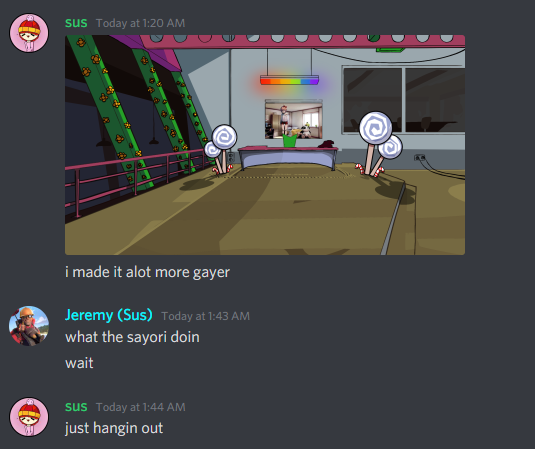 sus Today at 1:20 AM
i made it alot more gayer
Jeremy (Sus) Today at 1:43 AM
what the sayori doin
wait
sus Today at 1:44 AM
just hangin out